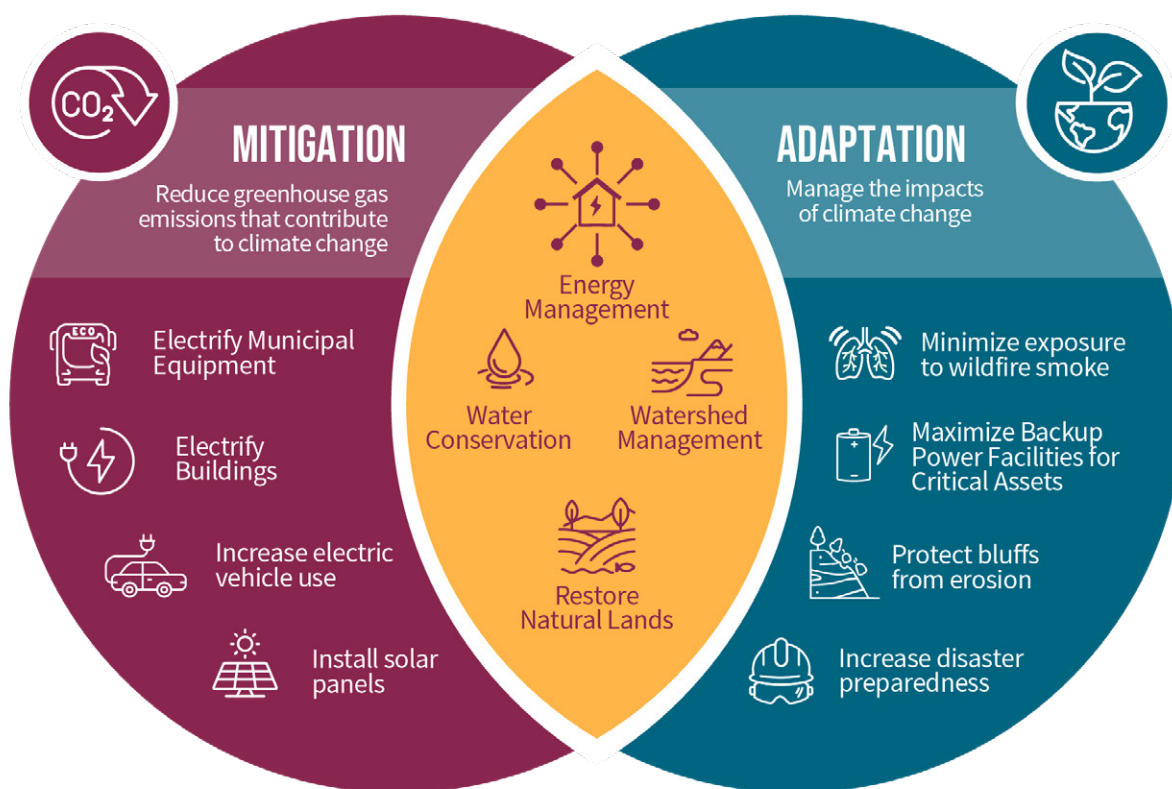 CO₂
MITIGATION
Reduce greenhouse gas
emissions that contribute
to climate change
ECO
Electrify Municipal
Equipment
Electrify
Buildings
Increase electric
vehicle use
Install solar
panels
Energy
Management
Water
Conservation
Watershed
Management
Restore
Natural Lands
ADAPTATION
Manage the impacts
of climate change
Minimize exposure
to wildfire smoke
Maximize Backup
Power Facilities for
Critical Assets
Protect bluffs
from erosion
Increase disaster
preparedness